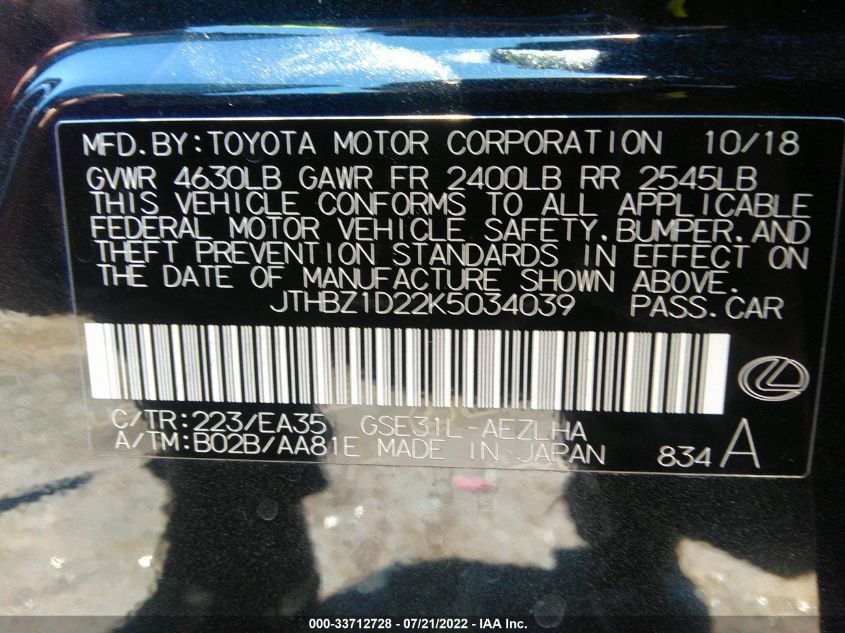 MFD.BY:TOYOTA MOTOR CORPORATION 10/18
GVWR 4630LB GAWR FR 2400LB RR 2545LB
THIS VEHICLE CONFORMS TO ALL APPLICABLE
FEDERAL MOTOR VEHICLE SAFETY,BUMPER,AND
THEFT PREVENTION STANDARDS IN EFFECT ON
THE DATE OF MANUFACTURE SHOWN ABOVE.
JTHBZ1D22K5034039 PASS.CAR
C/TR:223/EA35 GSE31L-AEZLHA
A/TM:B02B/AA81E MADE IN JAPAN 834 A
000-33712728 - 07/21/2022 - IAA Inc.